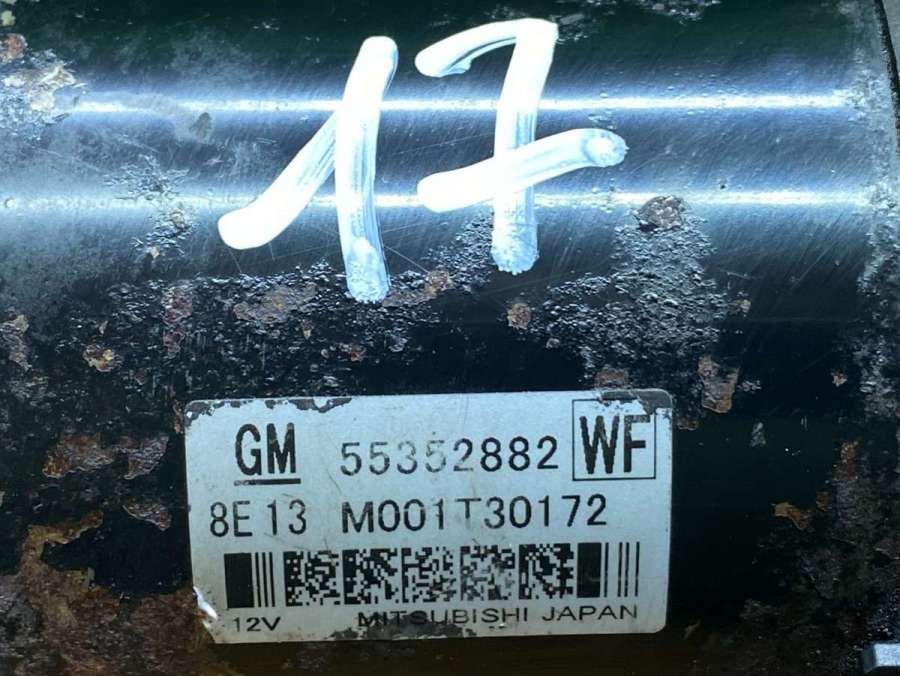 17
GM 55352882 WF
8E13 M001T30172
12V MITSUBISHI JAPAN